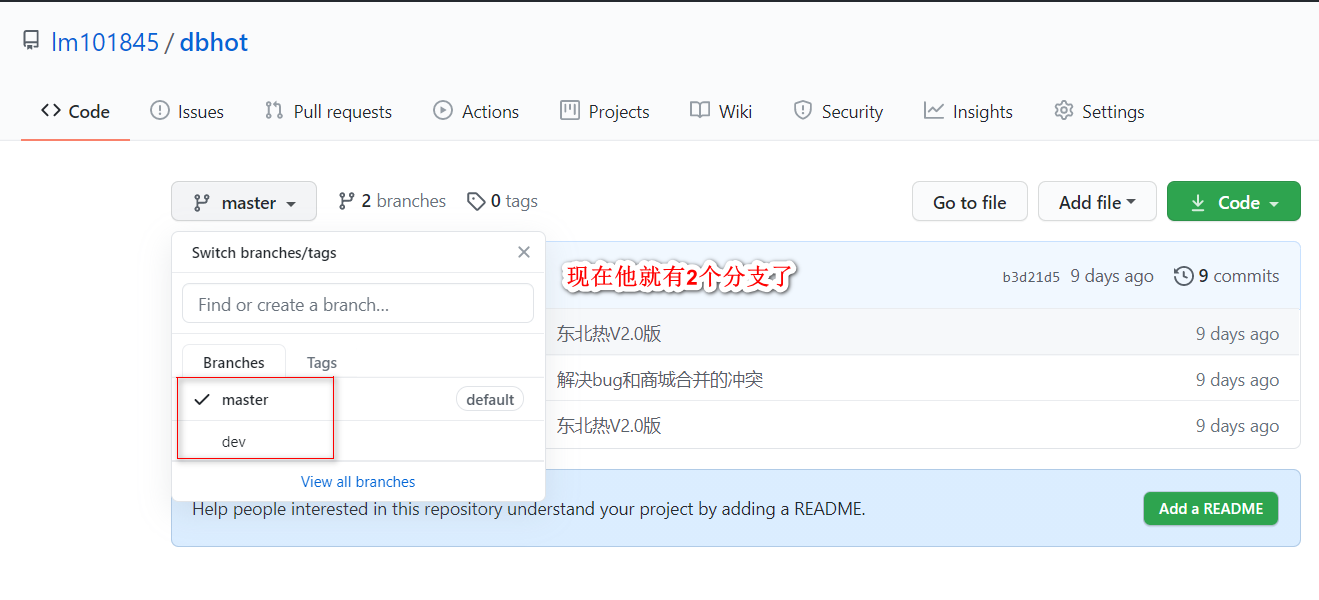 lm101845 / dbhot
Code Issues Pull requests Actions Projects Wiki Security Insights Settings
master 2 branches 0 tags Go to file Add file Code
Switch branches/tags
现在他就有2个分支了 b3d21d5 9 days ago 9 commits
Find or create a branch...
东北热V2.0版 9 days ago
Branches Tags
解决bug和商城合并的冲突 9 days ago
master default
东北热V2.0版 9 days ago
dev
View all branches
Help people interested in this repository understand your project by adding a README. Add a README